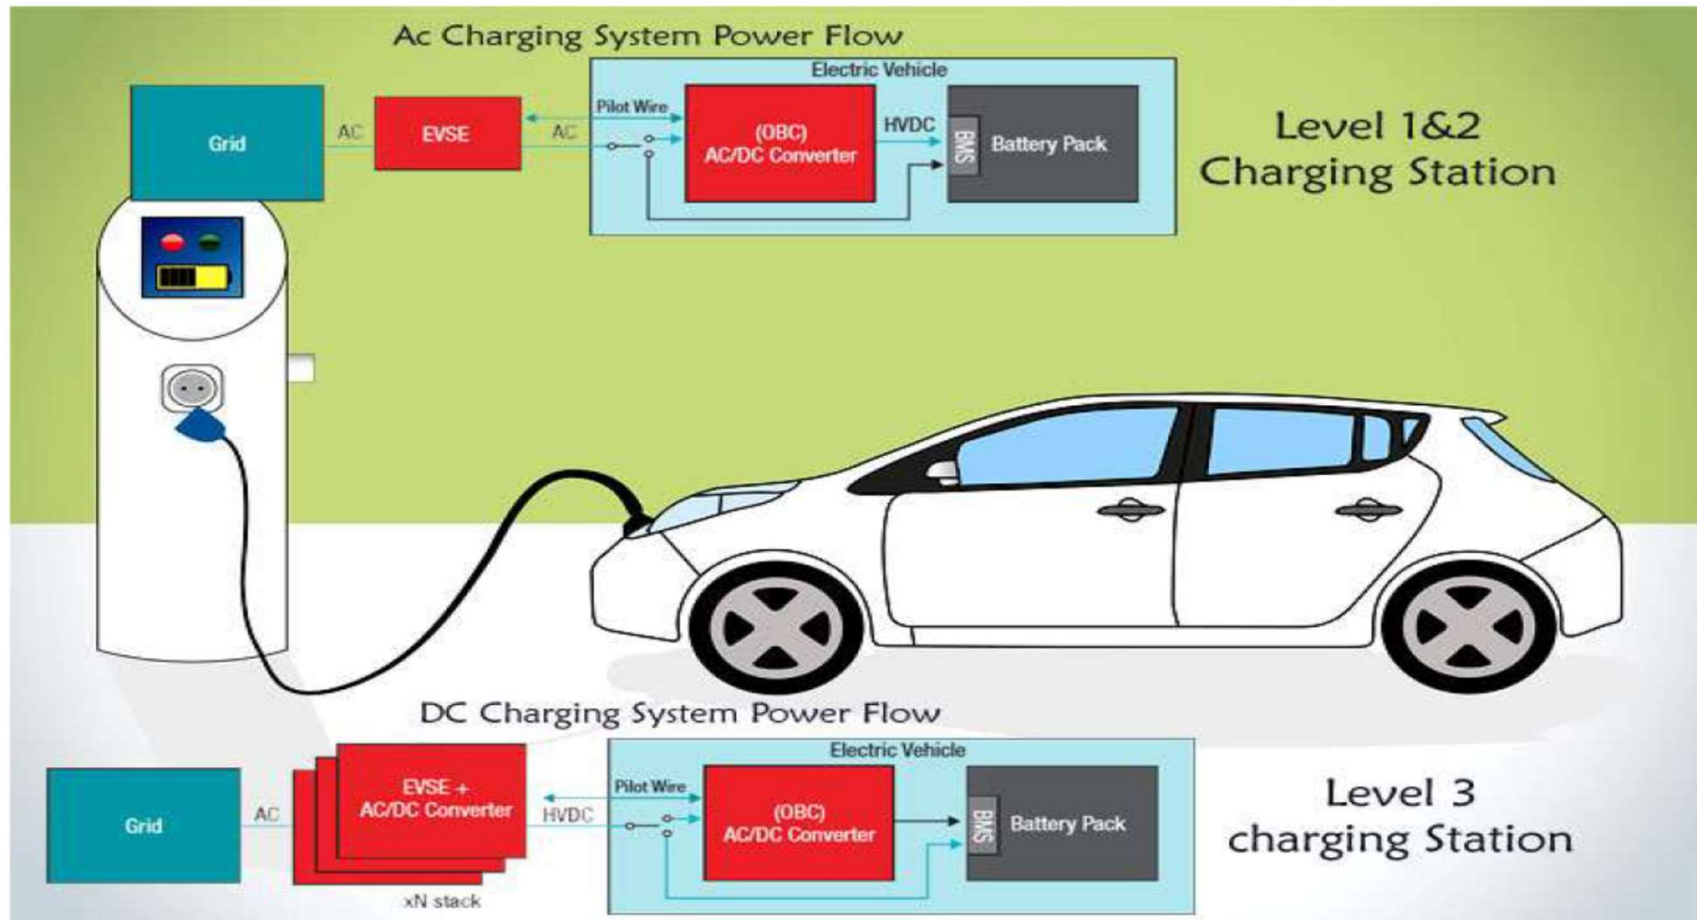 Ac Charging System Power Flow
Electric Vehicle
Grid
AC
EVSE
Pilot Wire
AC
(OBC)
AC/DC Converter
HVDC
BMS
Battery Pack
Level 1&2
Charging Station
DC Charging System Power Flow
Electric Vehicle
Grid
AC
EVSE +
AC/DC Converter
xN stack
Pilot Wire
HVDC
(OBC)
AC/DC Converter
BMS
Battery Pack
Level 3
charging Station